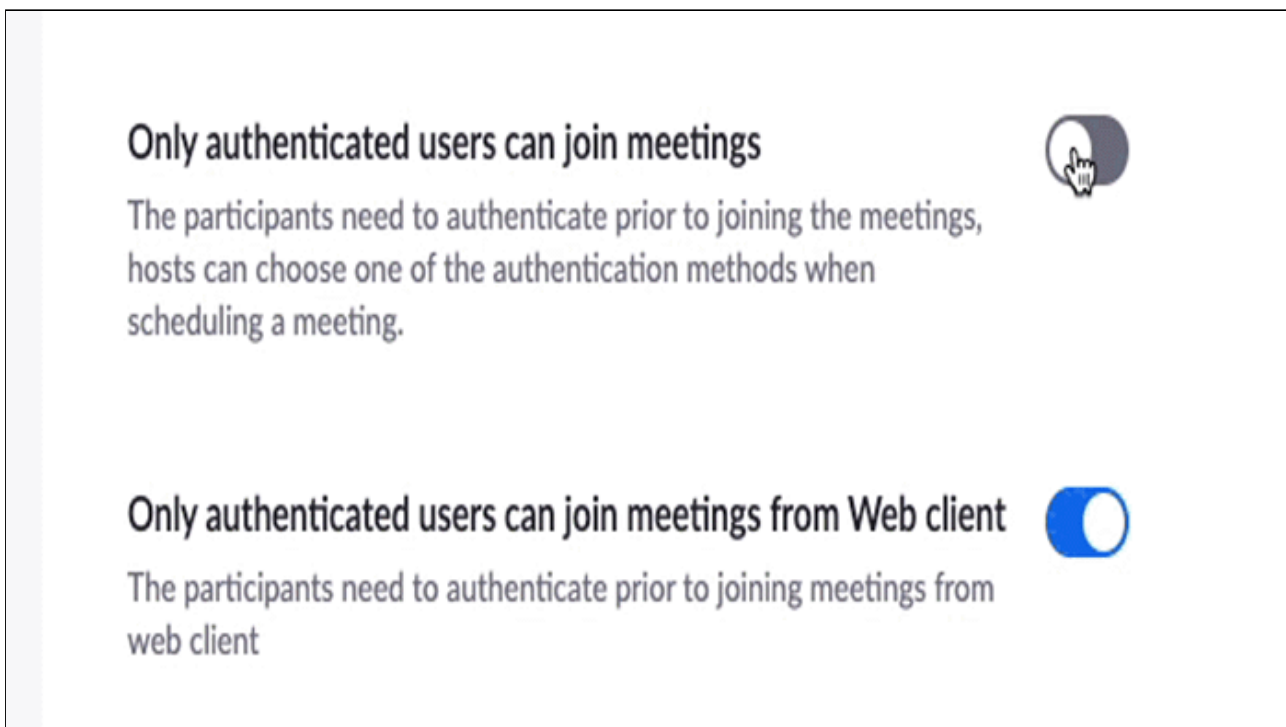 Only authenticated users can join meetings
The participants need to authenticate prior to joining the meetings,
hosts can choose one of the authentication methods when
scheduling a meeting.
Only authenticated users can join meetings from Web client
The participants need to authenticate prior to joining meetings from
web client